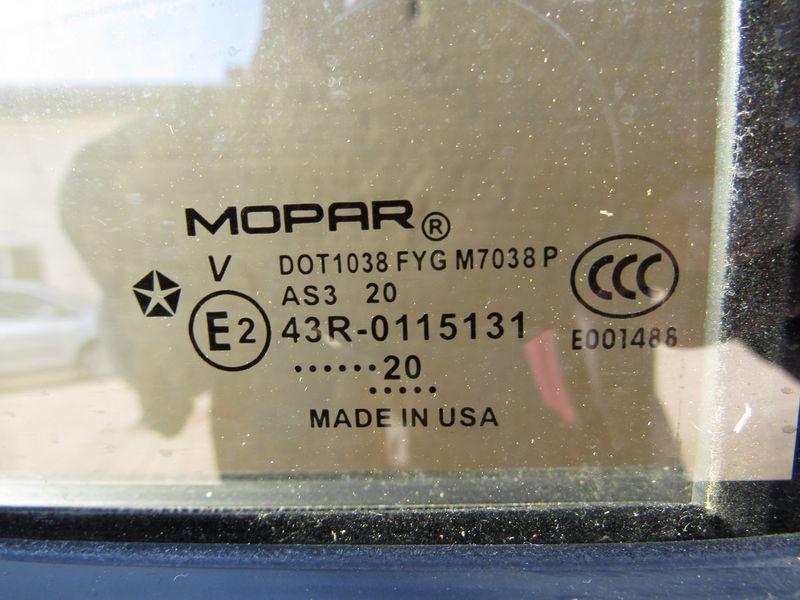 MOPAR®
V DOT1038 FYG M7038 P
AS3 20
E2 43R-0115131
CCC
E001488
······20
·····
MADE IN USA